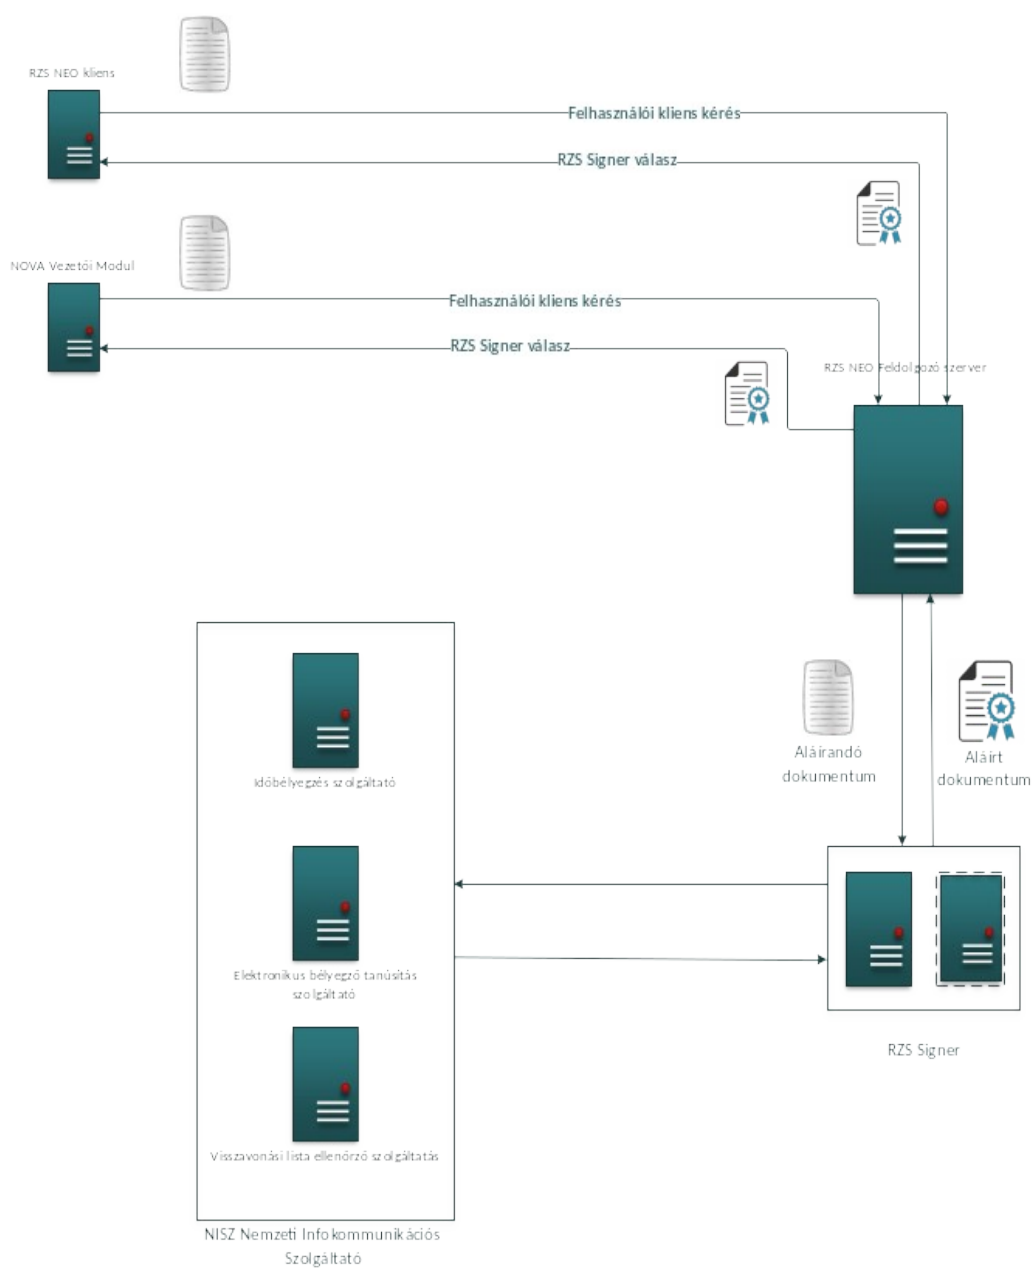 RZS NEO kliens
Felhasználói kliens kérés
RZS Signer válasz
NOVA Vezetői Modul
Felhasználói kliens kérés
RZS Signer válasz
RZS NEO Feldolgozó szerver
Aláírandó
dokumentum
Aláírt
dokumentum
Időbélyegzés szolgáltató
Elektronikus bélyegző tanúsítás
szolgáltató
RZS Signer
Visszavonási lista ellenőrző szolgáltatás
NISZ Nemzeti Infokommunikációs
Szolgáltató